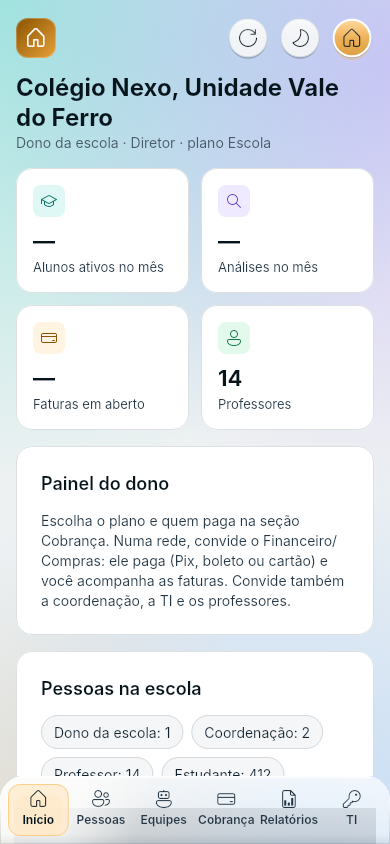 Colégio Nexo, Unidade Vale
do Ferro
Dono da escola · Diretor · plano Escola
—
Alunos ativos no mês
—
Análises no mês
—
Faturas em aberto
14
Professores
Painel do dono
Escolha o plano e quem paga na seção
Cobrança. Numa rede, convide o Financeiro/
Compras: ele paga (Pix, boleto ou cartão) e
você acompanha as faturas. Convide também
a coordenação, a TI e os professores.
Pessoas na escola
Dono da escola: 1
Coordenação: 2
Professor: 14
Estudante: 412
Início
Pessoas
Equipes
Cobrança
Relatórios
TI